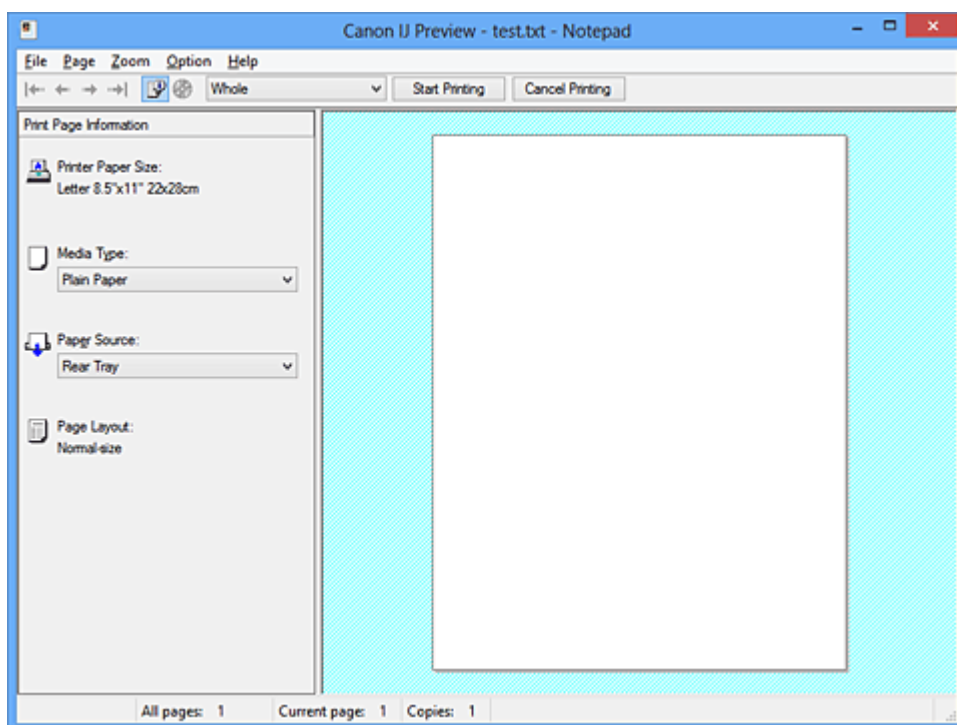 Canon IJ Preview - test.txt - Notepad
File Page Zoom Option Help
Whole Start Printing Cancel Printing
Print Page Information
Printer Paper Size:
Letter 8.5"x11" 22x28cm
Media Type:
Plain Paper
Paper Source:
Rear Tray
Page Layout:
Normal-size
All pages: 1 Current page: 1 Copies: 1